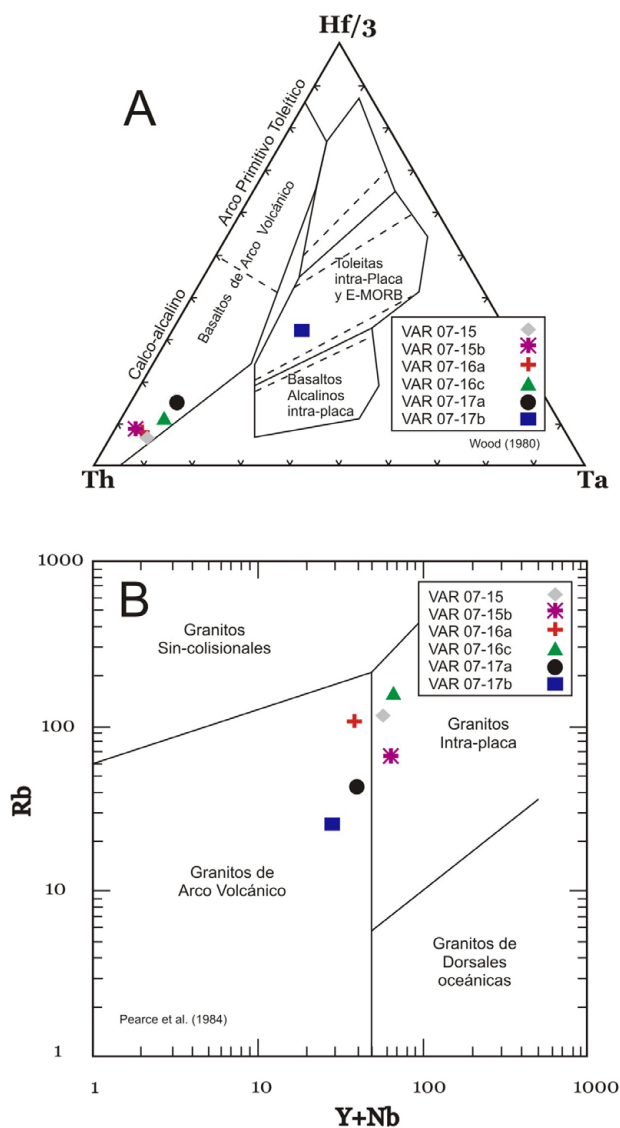 Hf/3
A
Arco Primitivo Toleítico
Basaltos de Arco Volcánico
Calco-alcalino
Toleitas
intra-Placa
y E-MORB
Basaltos
Alcalinos
intra-placa
VAR 07-15
VAR 07-15b
VAR 07-16a
VAR 07-16c
VAR 07-17a
VAR 07-17b
Wood (1980)
Th
Ta
B
1000
100
10
1
Rb
Granitos
Sin-colisionales
VAR 07-15
VAR 07-15b
VAR 07-16a
VAR 07-16c
VAR 07-17a
VAR 07-17b
Granitos
Intra-placa
Granitos de
Arco Volcánico
Granitos de
Dorsales
oceánicas
Pearce et al. (1984)
1
10
100
1000
Y+Nb